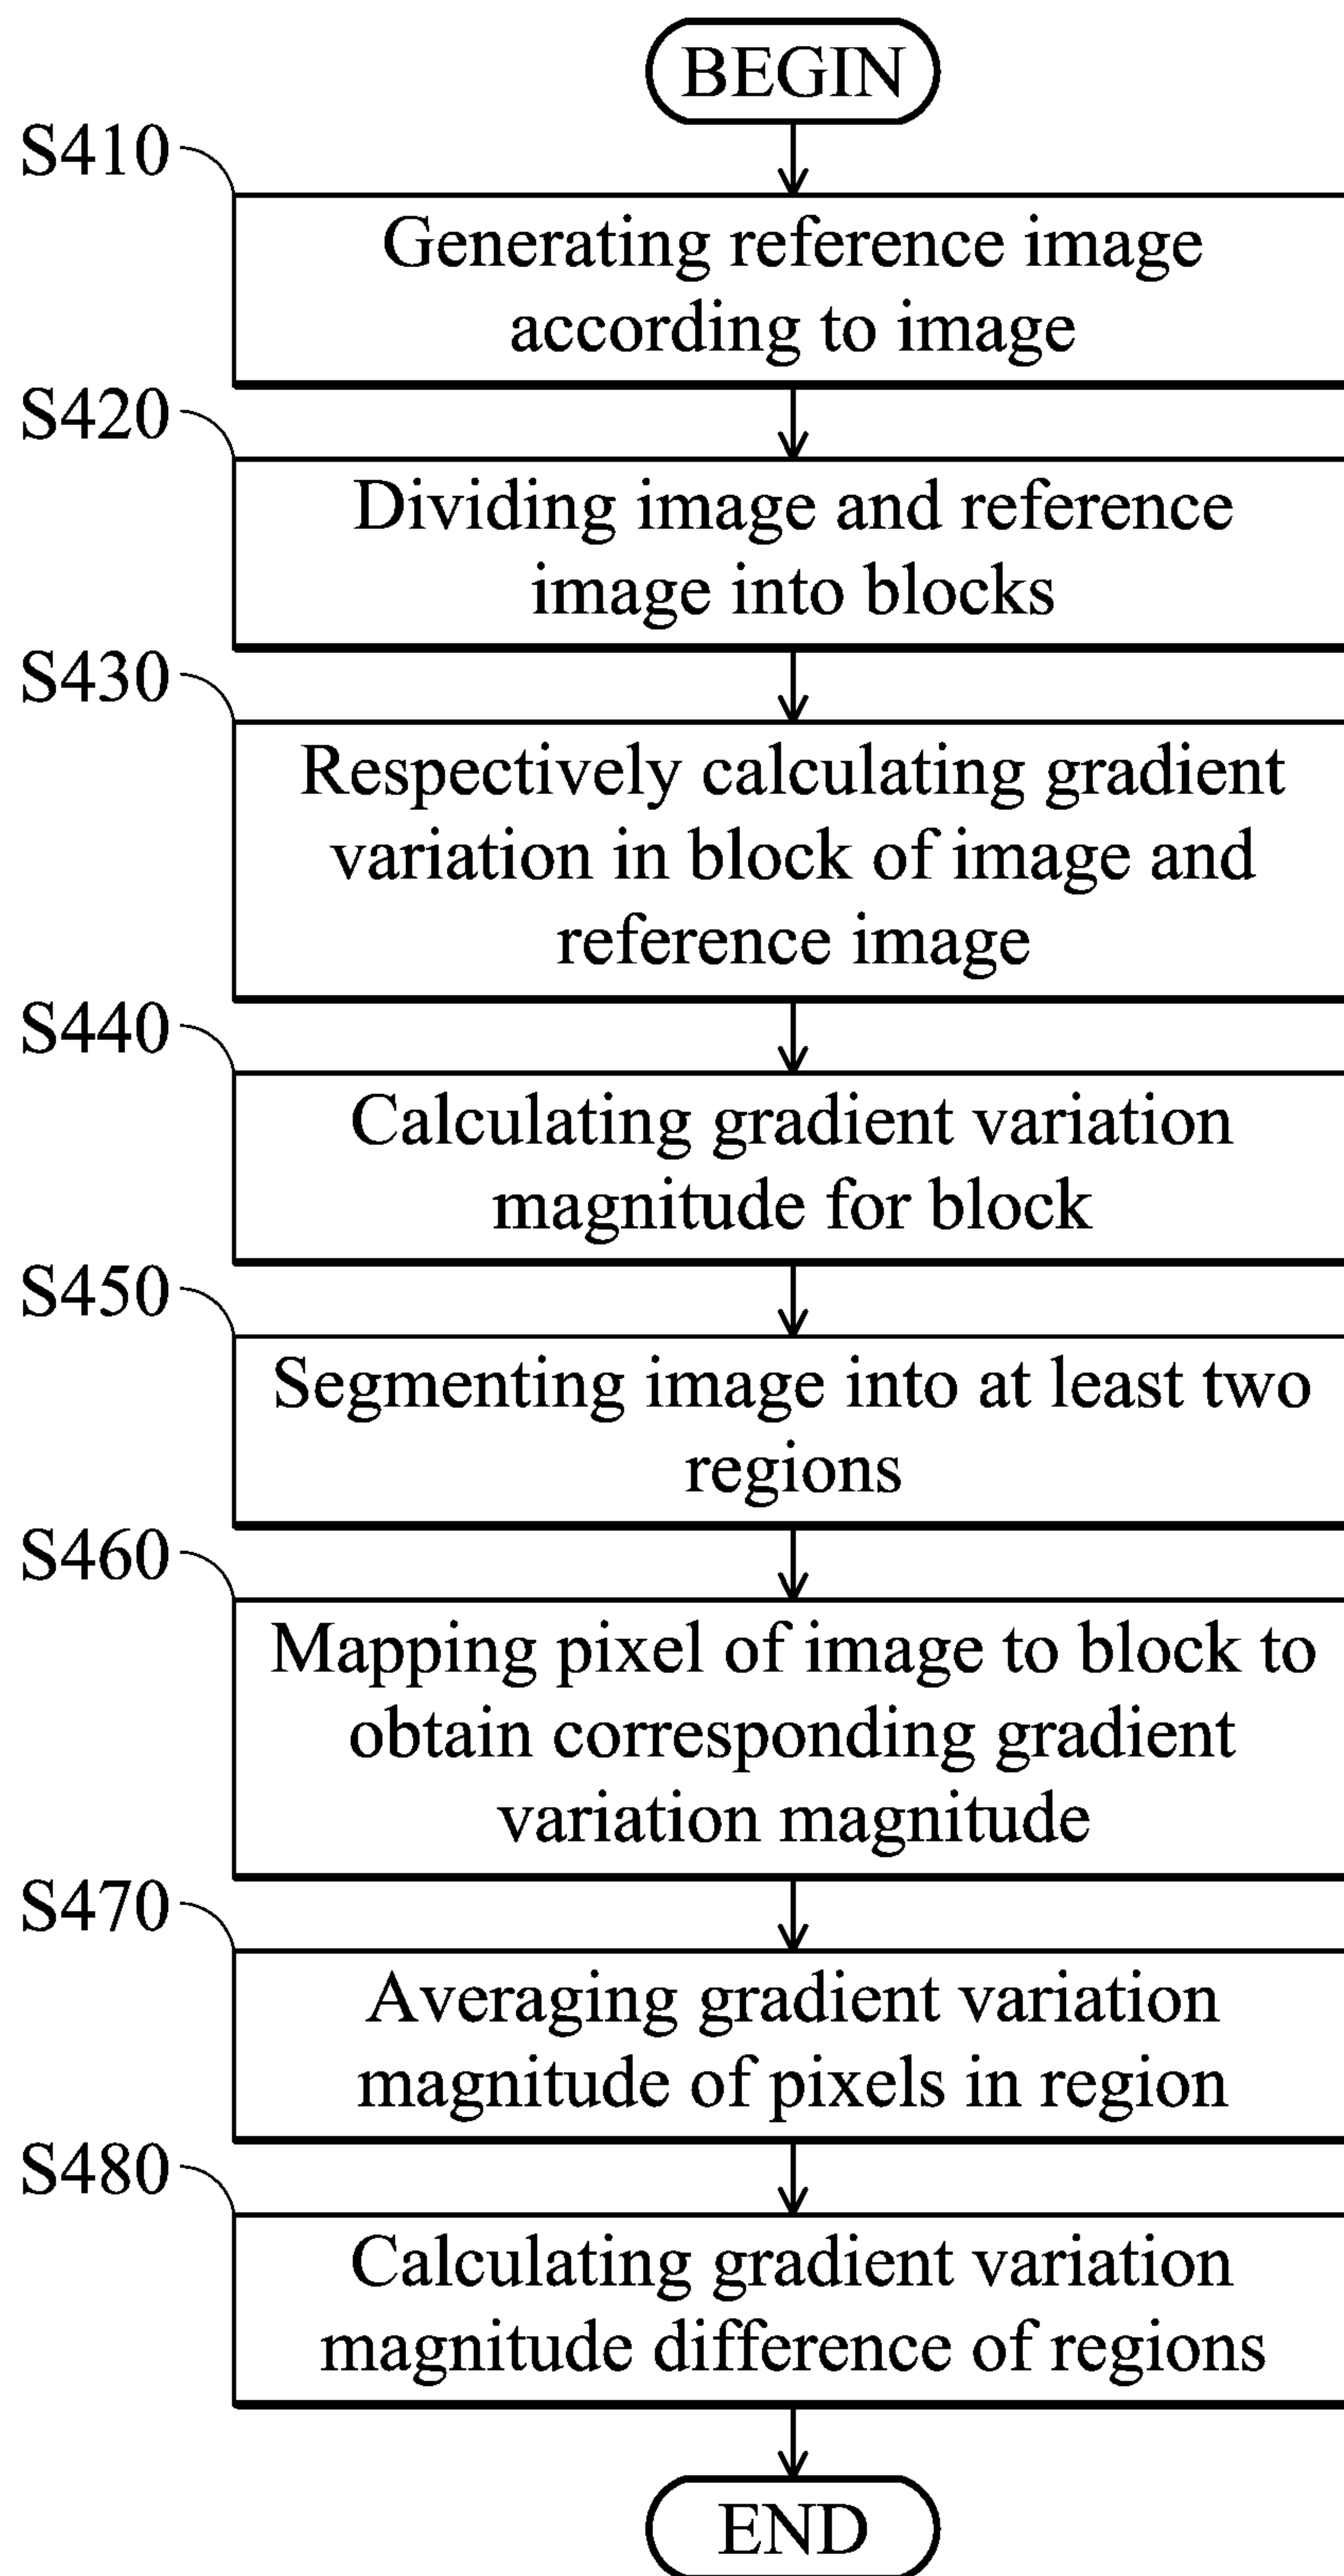 BEGIN
S410
Generating reference image
according to image
S420
Dividing image and reference
image into blocks
S430
Respectively calculating gradient
variation in block of image and
reference image
S440
Calculating gradient variation
magnitude for block
S450
Segmenting image into at least two
regions
S460
Mapping pixel of image to block to
obtain corresponding gradient
variation magnitude
S470
Averaging gradient variation
magnitude of pixels in region
S480
Calculating gradient variation
magnitude difference of regions
END